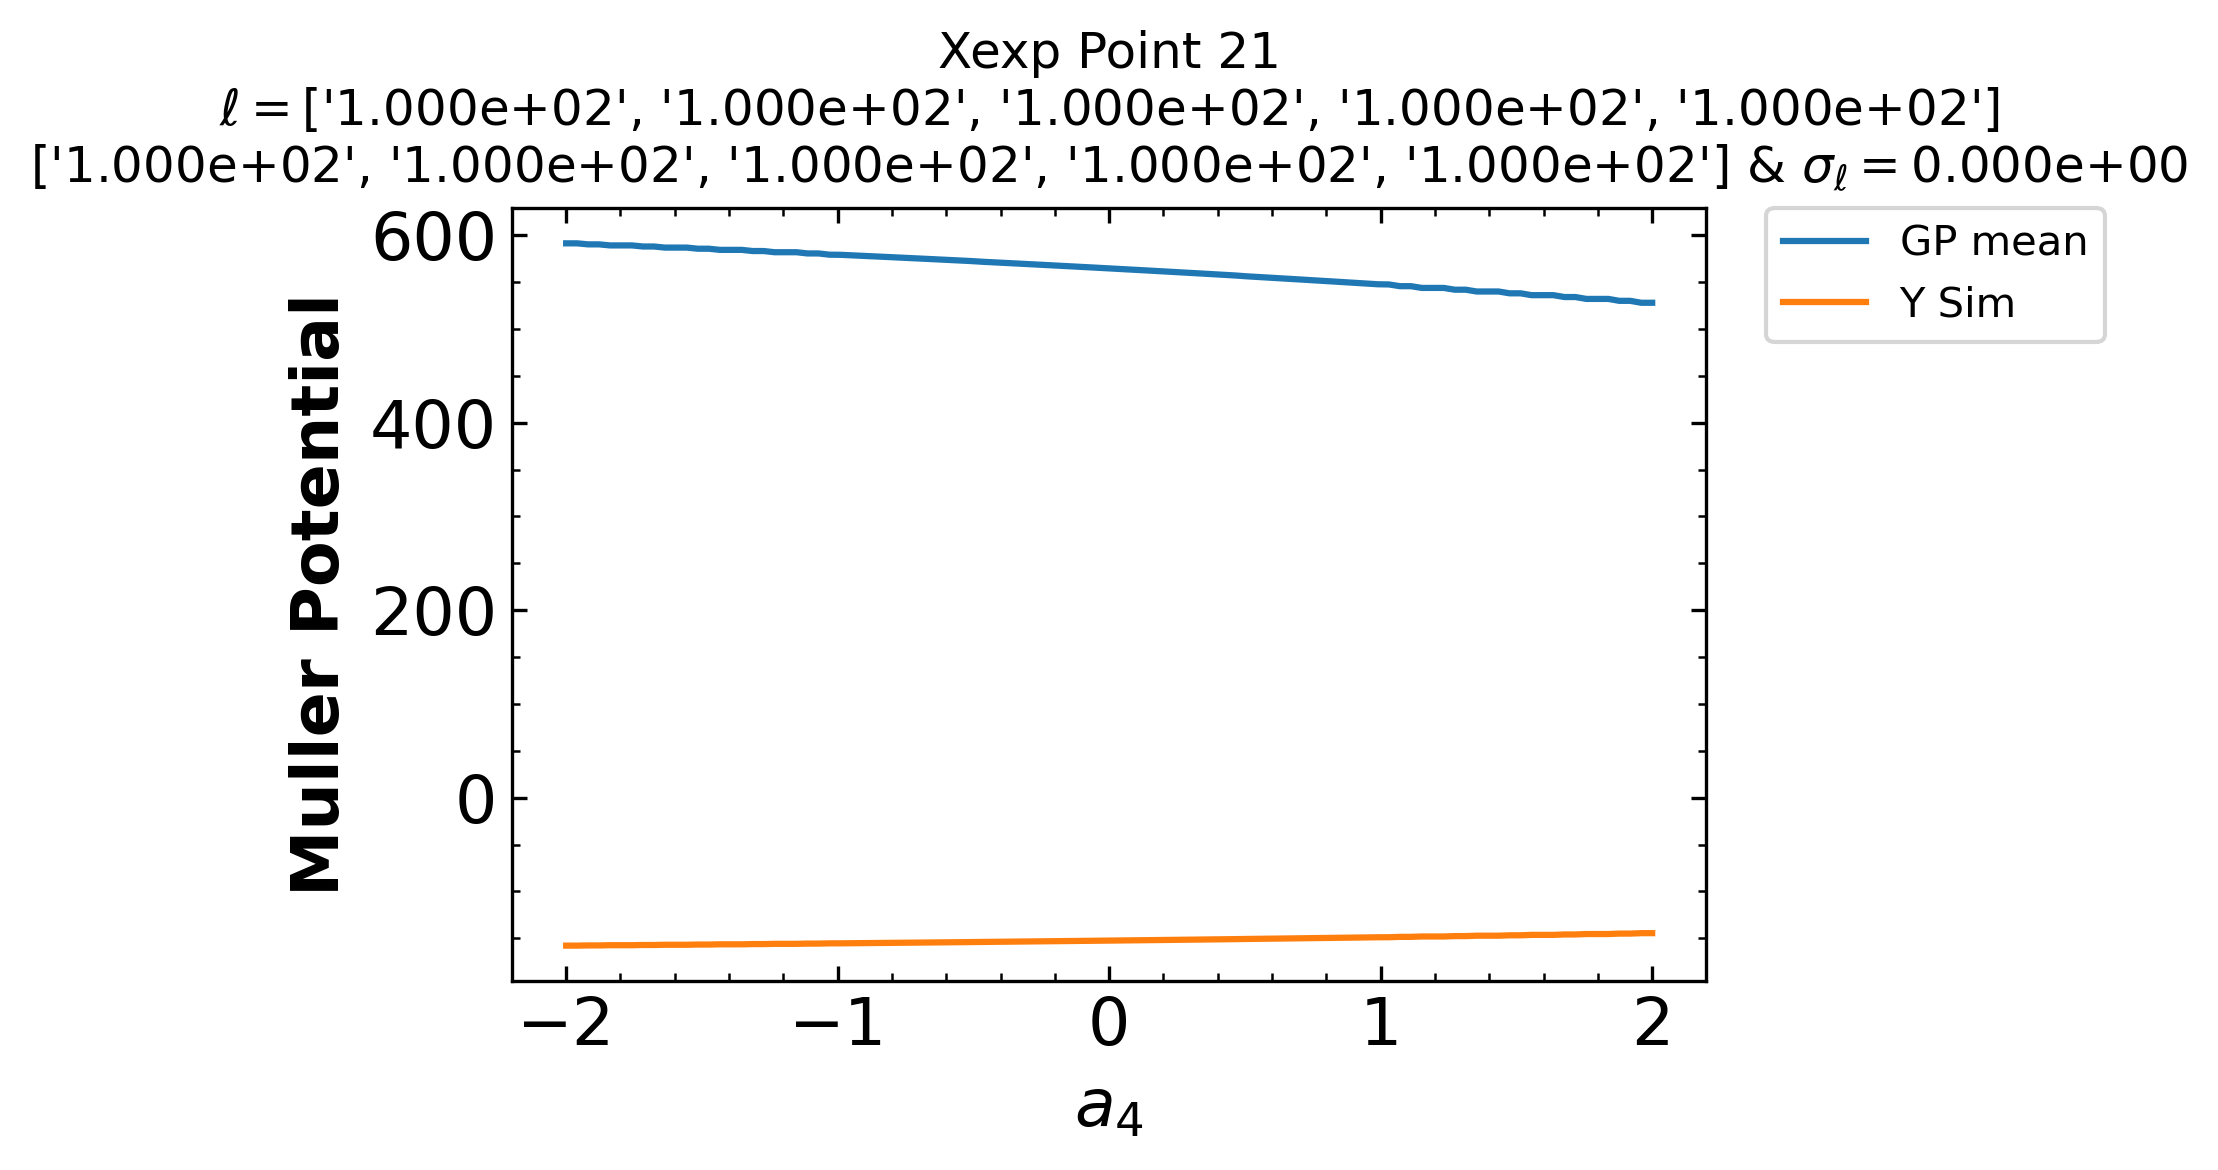 Xexp Point 21
ℓ = ['1.000e+02', '1.000e+02', '1.000e+02', '1.000e+02', '1.000e+02']
['1.000e+02', '1.000e+02', '1.000e+02', '1.000e+02', '1.000e+02'] & σ_ℓ = 0.000e+00
GP mean
Y Sim
Muller Potential
600
400
200
0
−2 −1 0 1 2
a_4